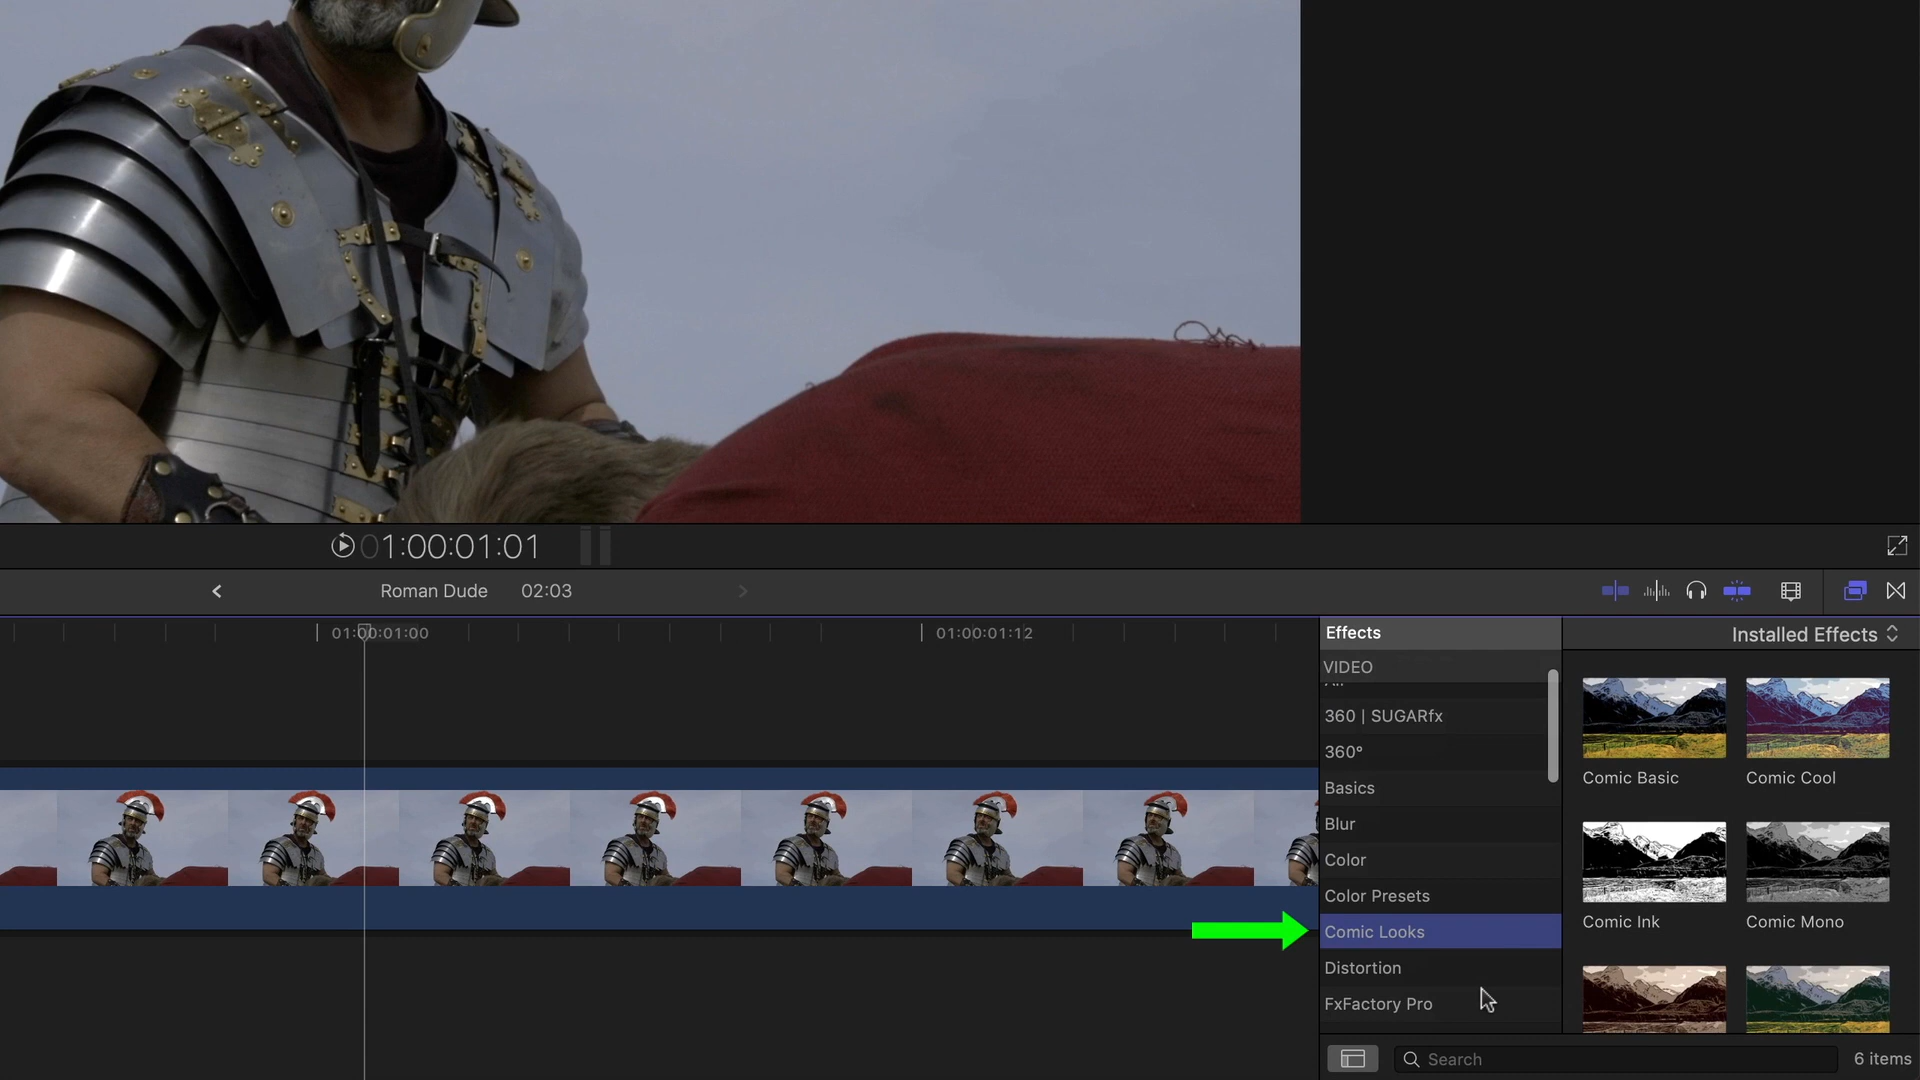 01:00:01:01
Roman Dude 02:03
01:00:01:00
01:00:01:12
Effects
Installed Effects
VIDEO
All
360 | SUGARfx
360°
Basics
Blur
Color
Color Presets
Comic Looks
Distortion
FxFactory Pro
Comic Basic
Comic Cool
Comic Ink
Comic Mono
Search
6 items